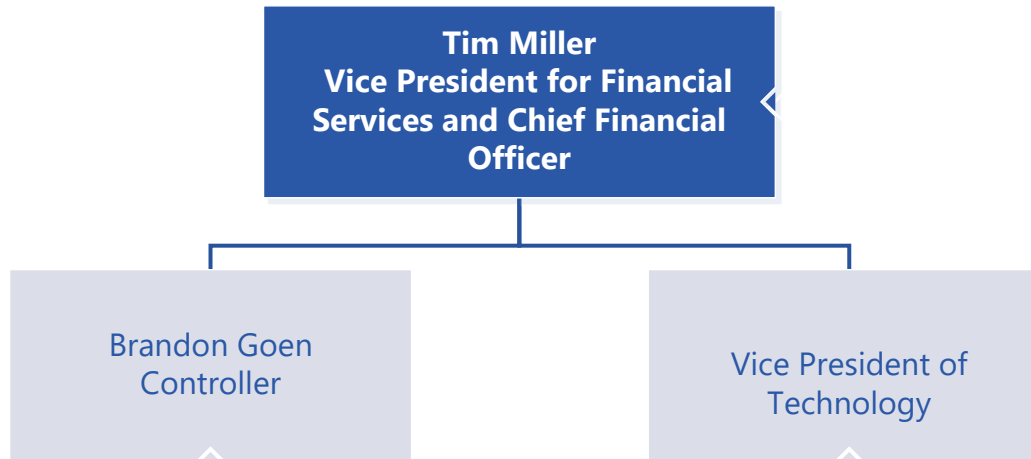 Tim Miller
Vice President for Financial
Services and Chief Financial
Officer
Brandon Goen
Controller
Vice President of
Technology